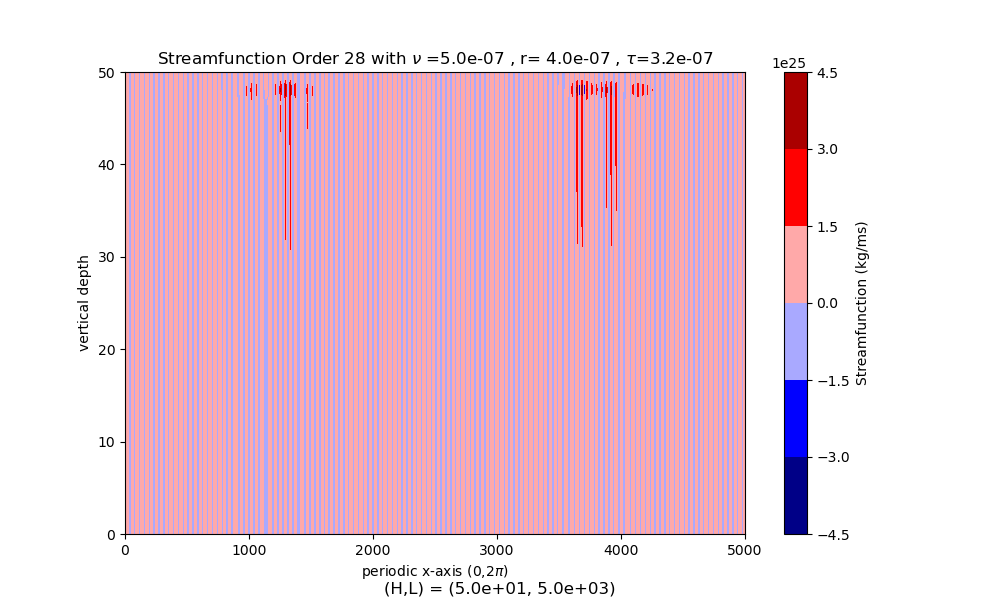 Streamfunction Order 28 with ν =5.0e-07 , r= 4.0e-07 , τ=3.2e-07
1e25
50
40
30
20
10
0
vertical depth
0 1000 2000 3000 4000 5000
periodic x-axis (0,2π)
(H,L) = (5.0e+01, 5.0e+03)
4.5
3.0
1.5
0.0
−1.5
−3.0
−4.5
Streamfunction (kg/ms)